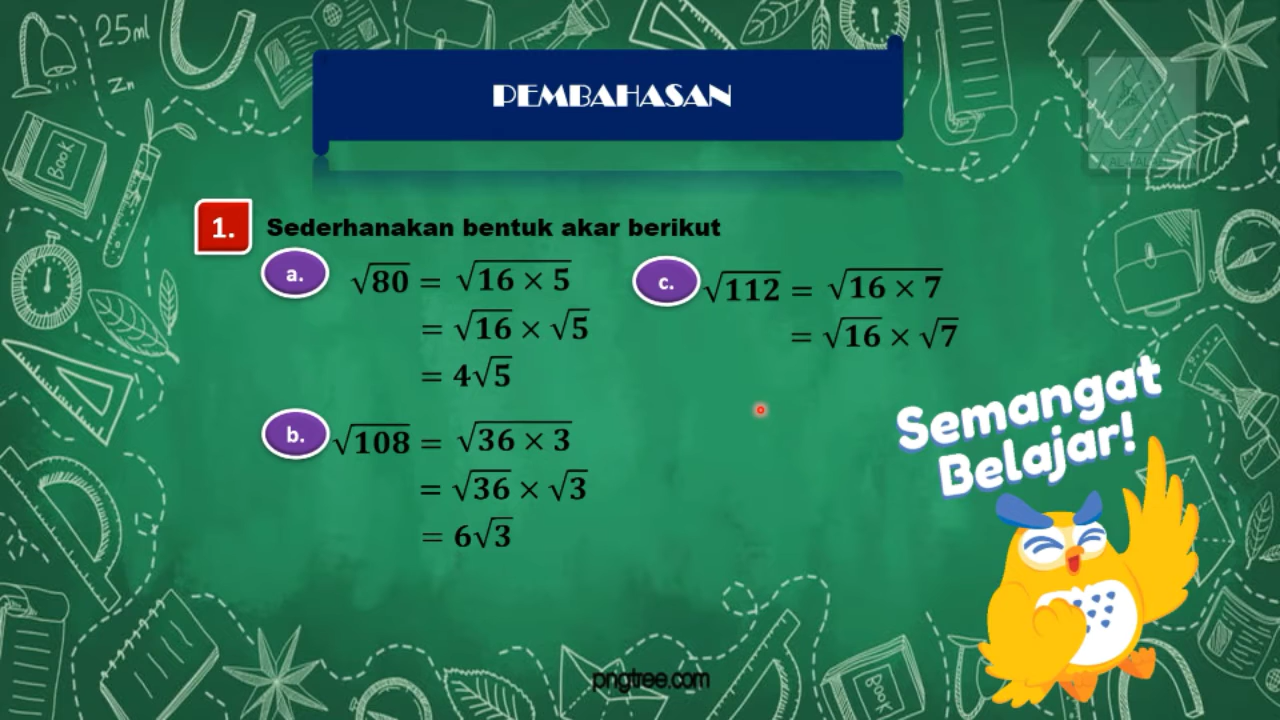 25ml
Zn
BOOK
PEMBAHASAN
1. Sederhanakan bentuk akar berikut
a. √80 = √16 × 5
= √16 × √5
= 4√5
b. √108 = √36 × 3
= √36 × √3
= 6√3
c. √112 = √16 × 7
= √16 × √7
Semangat
Belajar!
BOOK
pngtree.com